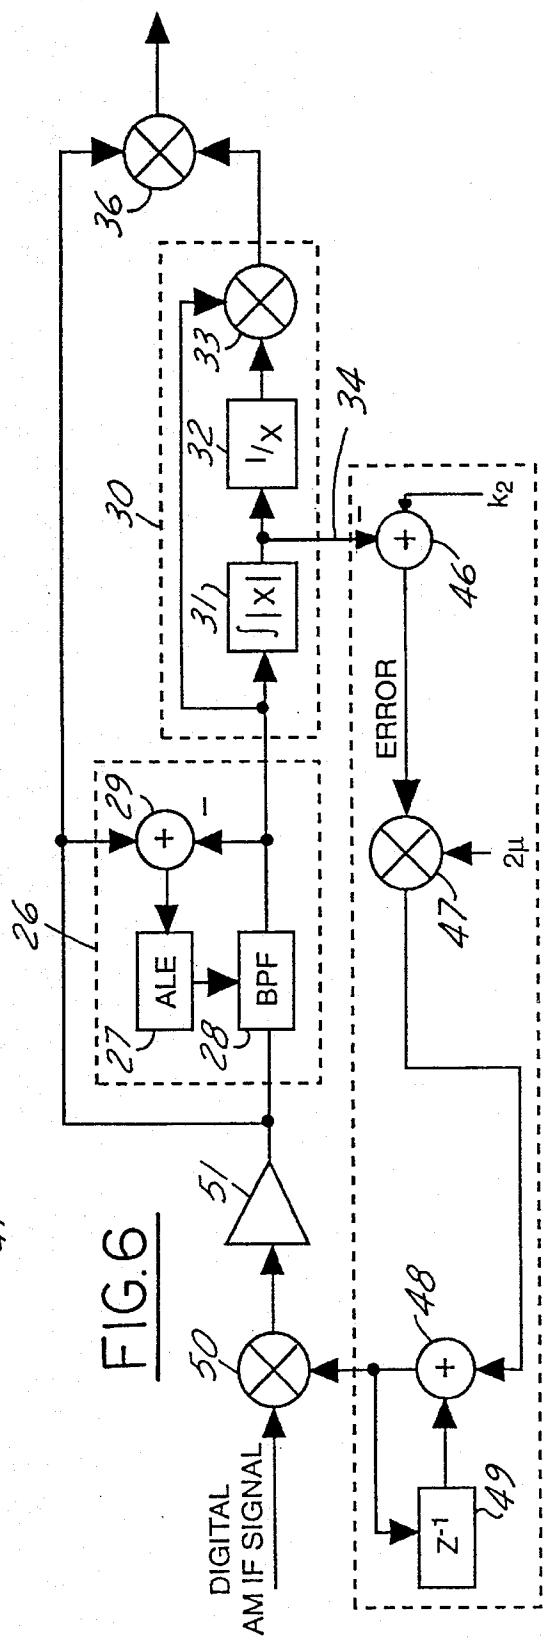 FIG.6
DIGITAL
AM IF SIGNAL
50
51
26
27
ALE
28
BPF
29
+
−
30
31
∫|X|
32
1/X
33
34
36
−
+
k2
46
ERROR
47
2μ
48
+
49
Z-1